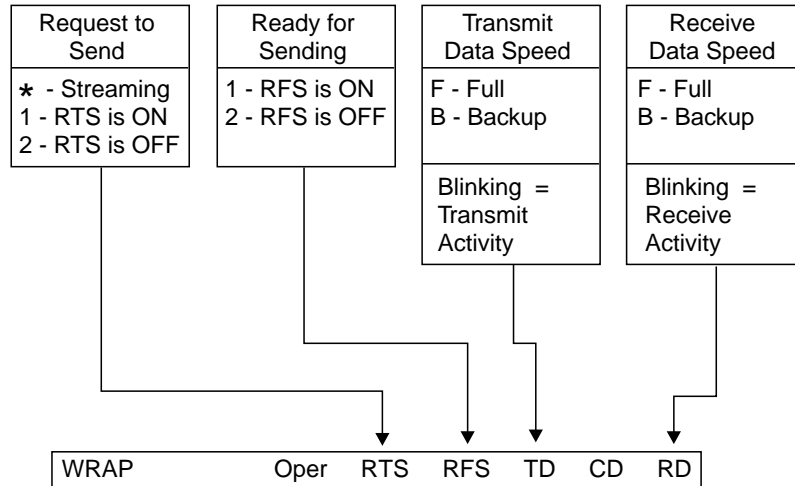 Request to
Send
* - Streaming
1 - RTS is ON
2 - RTS is OFF
Ready for
Sending
1 - RFS is ON
2 - RFS is OFF
Transmit
Data Speed
F - Full
B - Backup
Blinking =
Transmit
Activity
Receive
Data Speed
F - Full
B - Backup
Blinking =
Receive
Activity
WRAP Oper RTS RFS TD CD RD